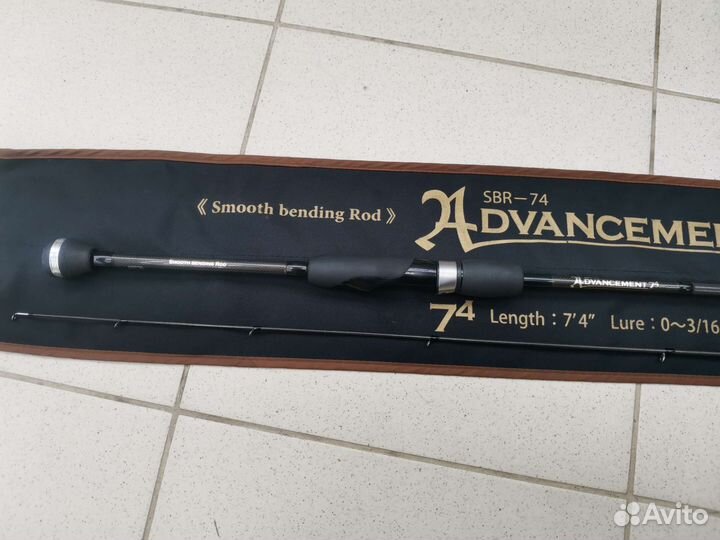 SBR-74
《 Smooth bending Rod 》
ADVANCEME
SMOOTH BENDING ROD
ADVANCEMENT 74
74 Length : 7'4" Lure : 0～3/16
Avito